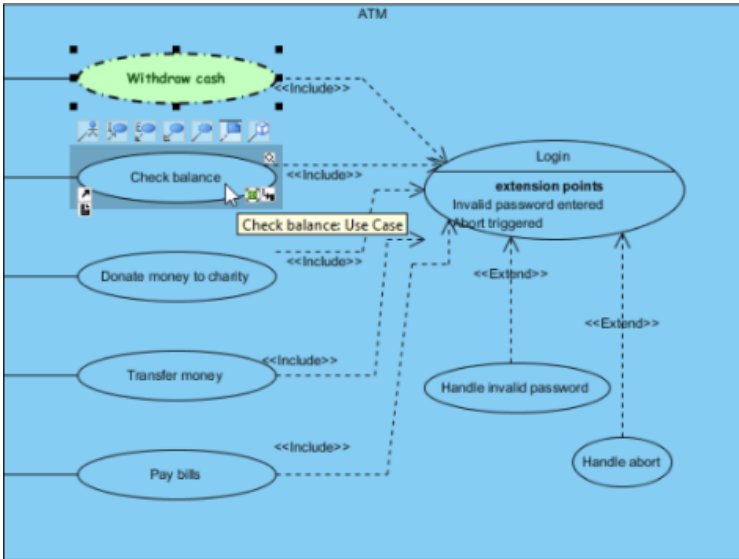 ATM
Withdraw cash
<<Include>>
Check balance
<<Include>>
Check balance: Use Case
Login
extension points
Invalid password entered
Abort triggered
Donate money to charity
<<Include>>
<<Extend>>
<<Extend>>
Transfer money
<<Include>>
Handle invalid password
Pay bills
<<Include>>
Handle abort